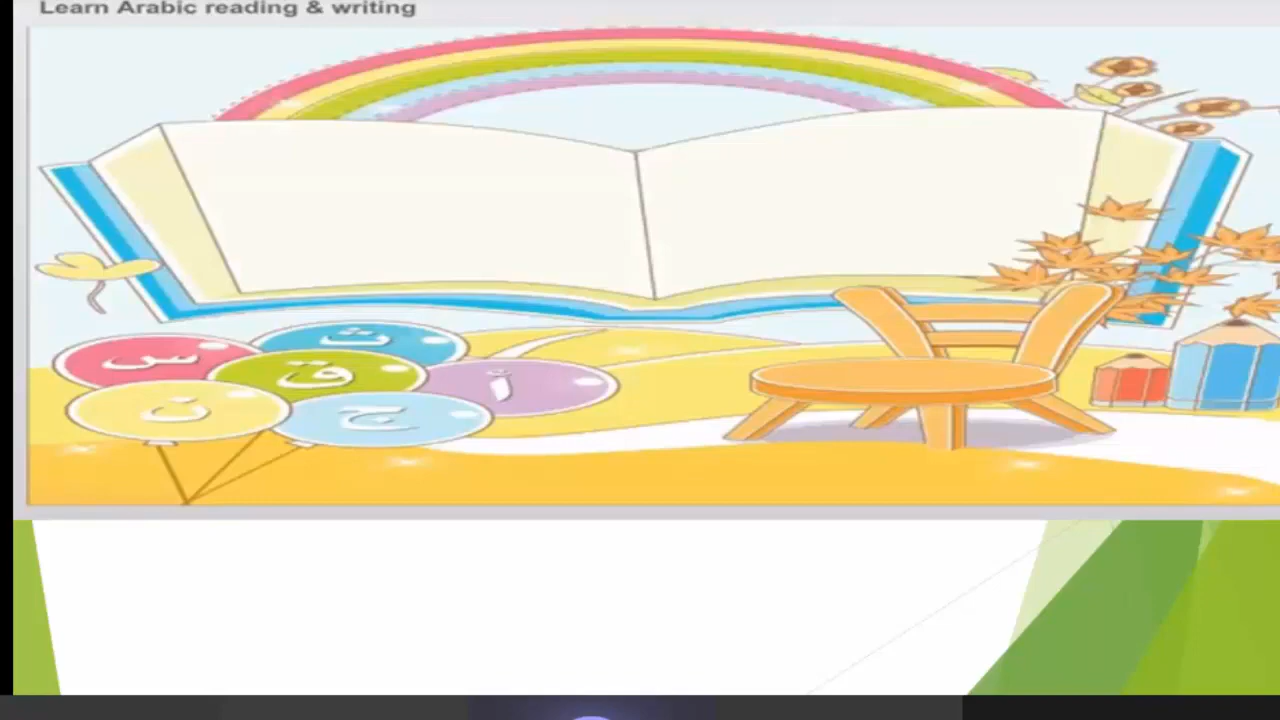 Learn Arabic reading & writing
ث
س
ق
أ
ن
ج